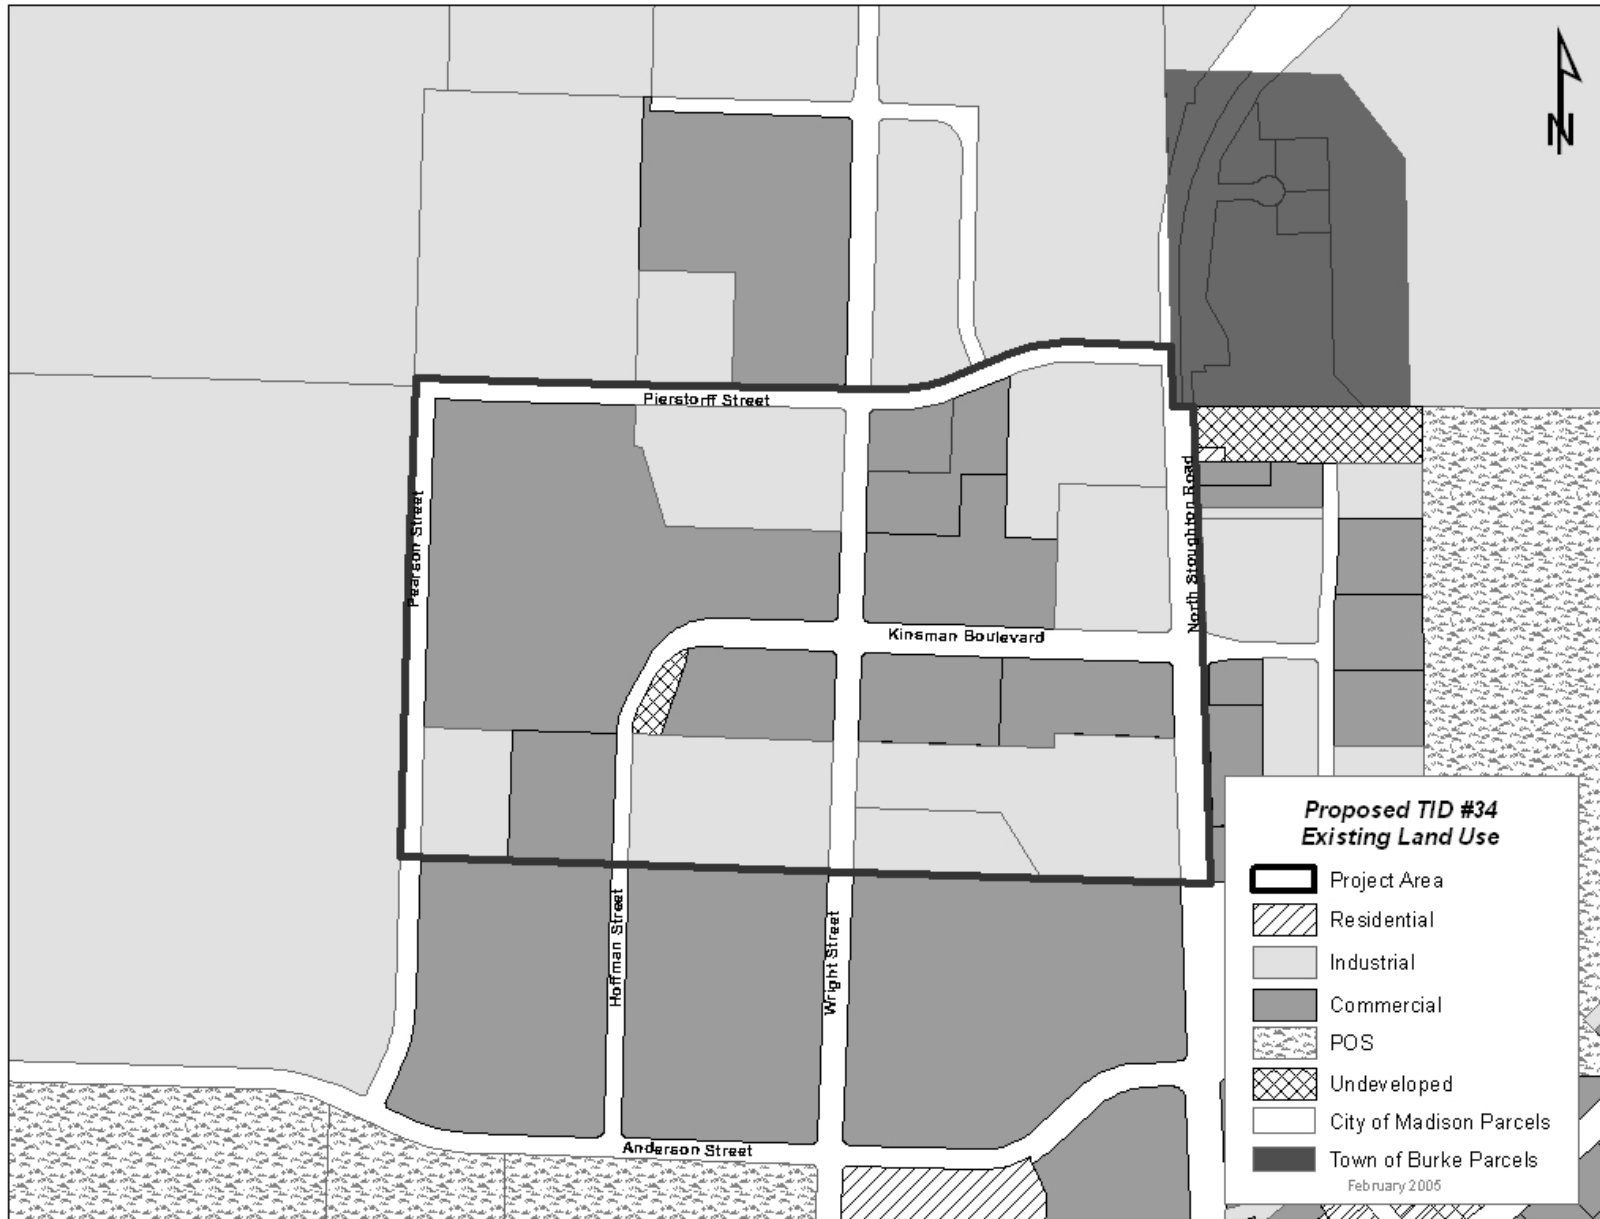 N
Pierstorff Street
Pearson Street
North Stoughton Road
Kinsman Boulevard
Hoffman Street
Wright Street
Anderson Street
Proposed TID #34
Existing Land Use
Project Area
Residential
Industrial
Commercial
POS
Undeveloped
City of Madison Parcels
Town of Burke Parcels
February 2005